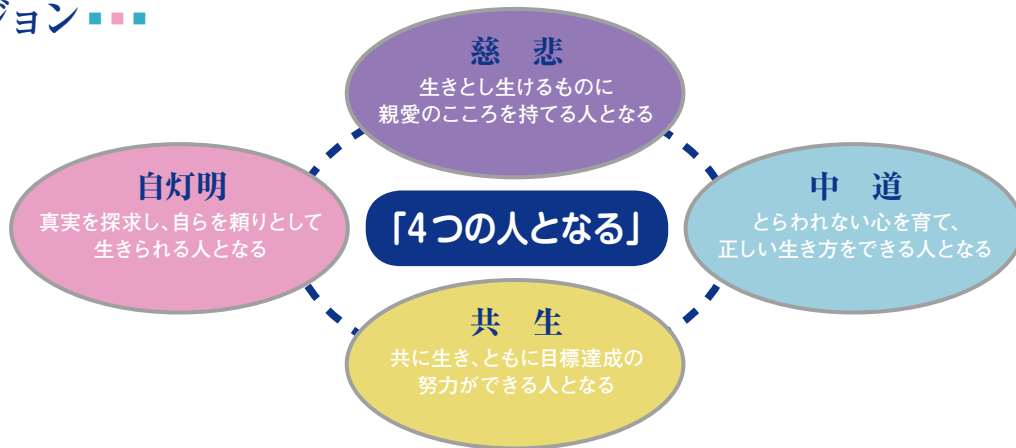 ジョン
慈 悲
生きとし生けるものに
親愛のこころを持てる人となる
自灯明
真実を探求し、自らを頼りとして
生きられる人となる
「4つの人となる」
中 道
とらわれない心を育て、
正しい生き方をできる人となる
共 生
共に生き、ともに目標達成の
努力ができる人となる